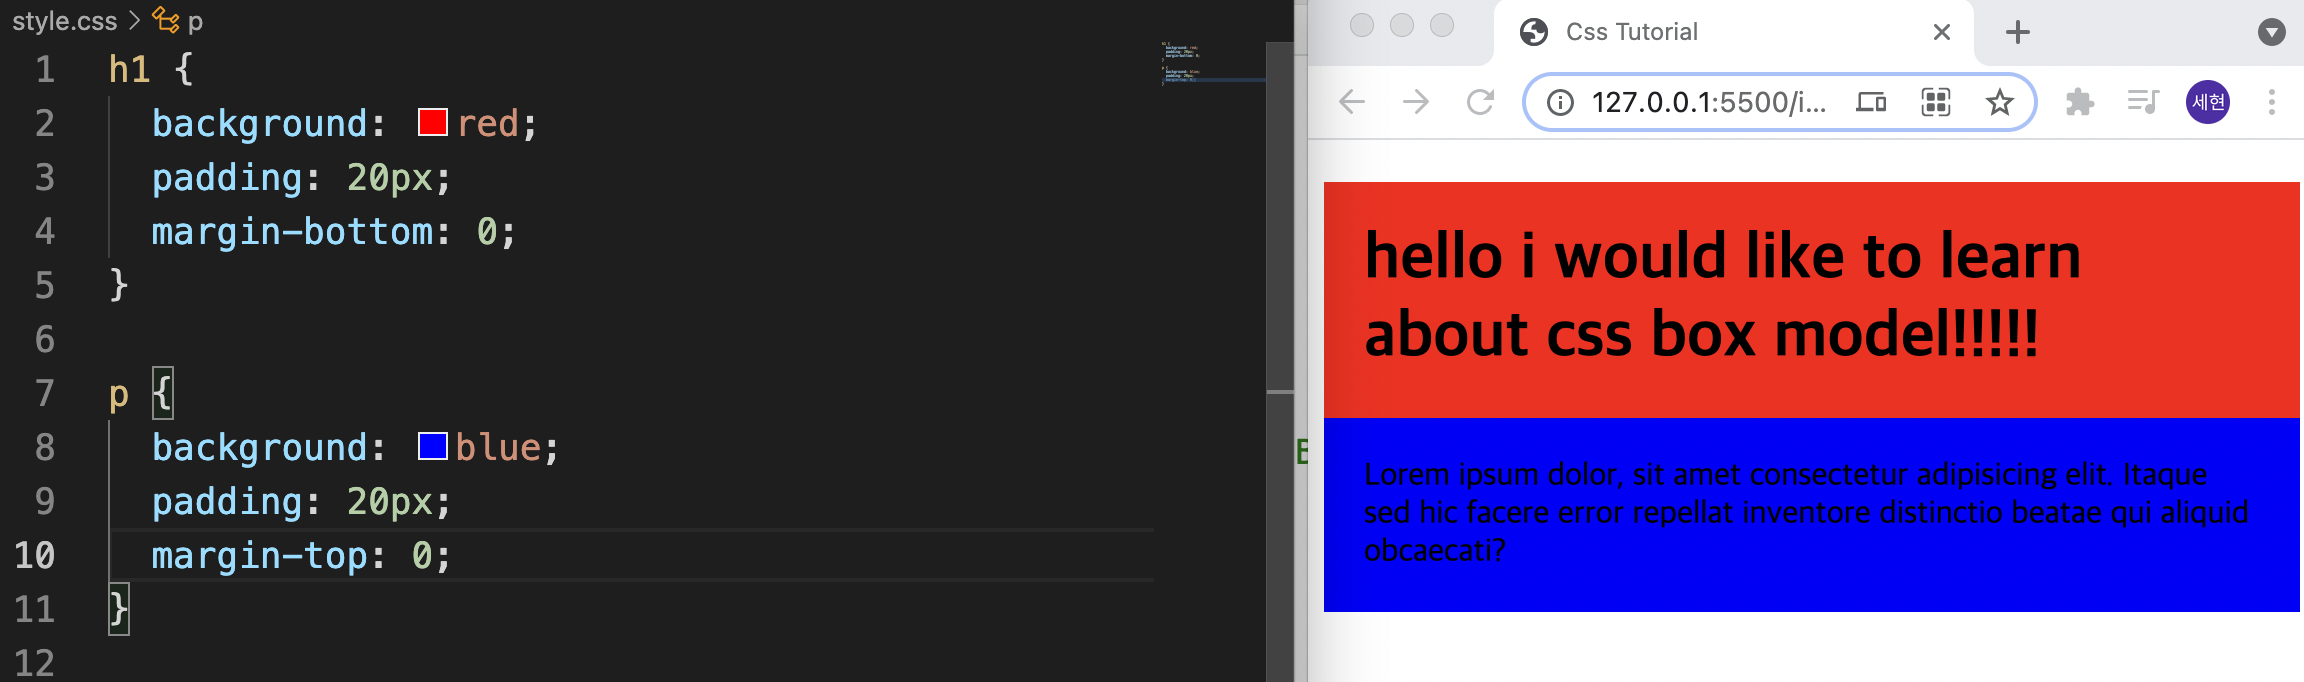 style.css > p
1 h1 {
2 background: red;
3 padding: 20px;
4 margin-bottom: 0;
5 }
6
7 p {
8 background: blue;
9 padding: 20px;
10 margin-top: 0;
11 }
12
Css Tutorial
127.0.0.1:5500/i...
세현
hello i would like to learn
about css box model!!!!!
Lorem ipsum dolor, sit amet consectetur adipisicing elit. Itaque
sed hic facere error repellat inventore distinctio beatae qui aliquid
obcaecati?